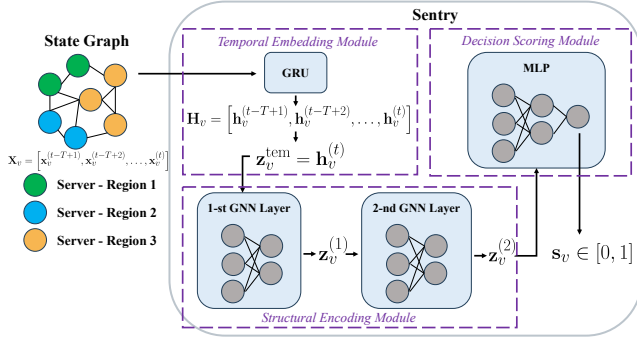 Sentry
State Graph
Temporal Embedding Module
Decision Scoring Module
GRU
MLP
H_v = [h_v^{(t-T+1)}, h_v^{(t-T+2)}, ..., h_v^{(t)}]
X_v = [x_v^{(t-T+1)}, x_v^{(t-T+2)}, ..., x_v^{(t)}]
z_v^{tem} = h_v^{(t)}
Server - Region 1
Server - Region 2
Server - Region 3
1-st GNN Layer
2-nd GNN Layer
z_v^{(1)}
z_v^{(2)}
s_v ∈ [0, 1]
Structural Encoding Module